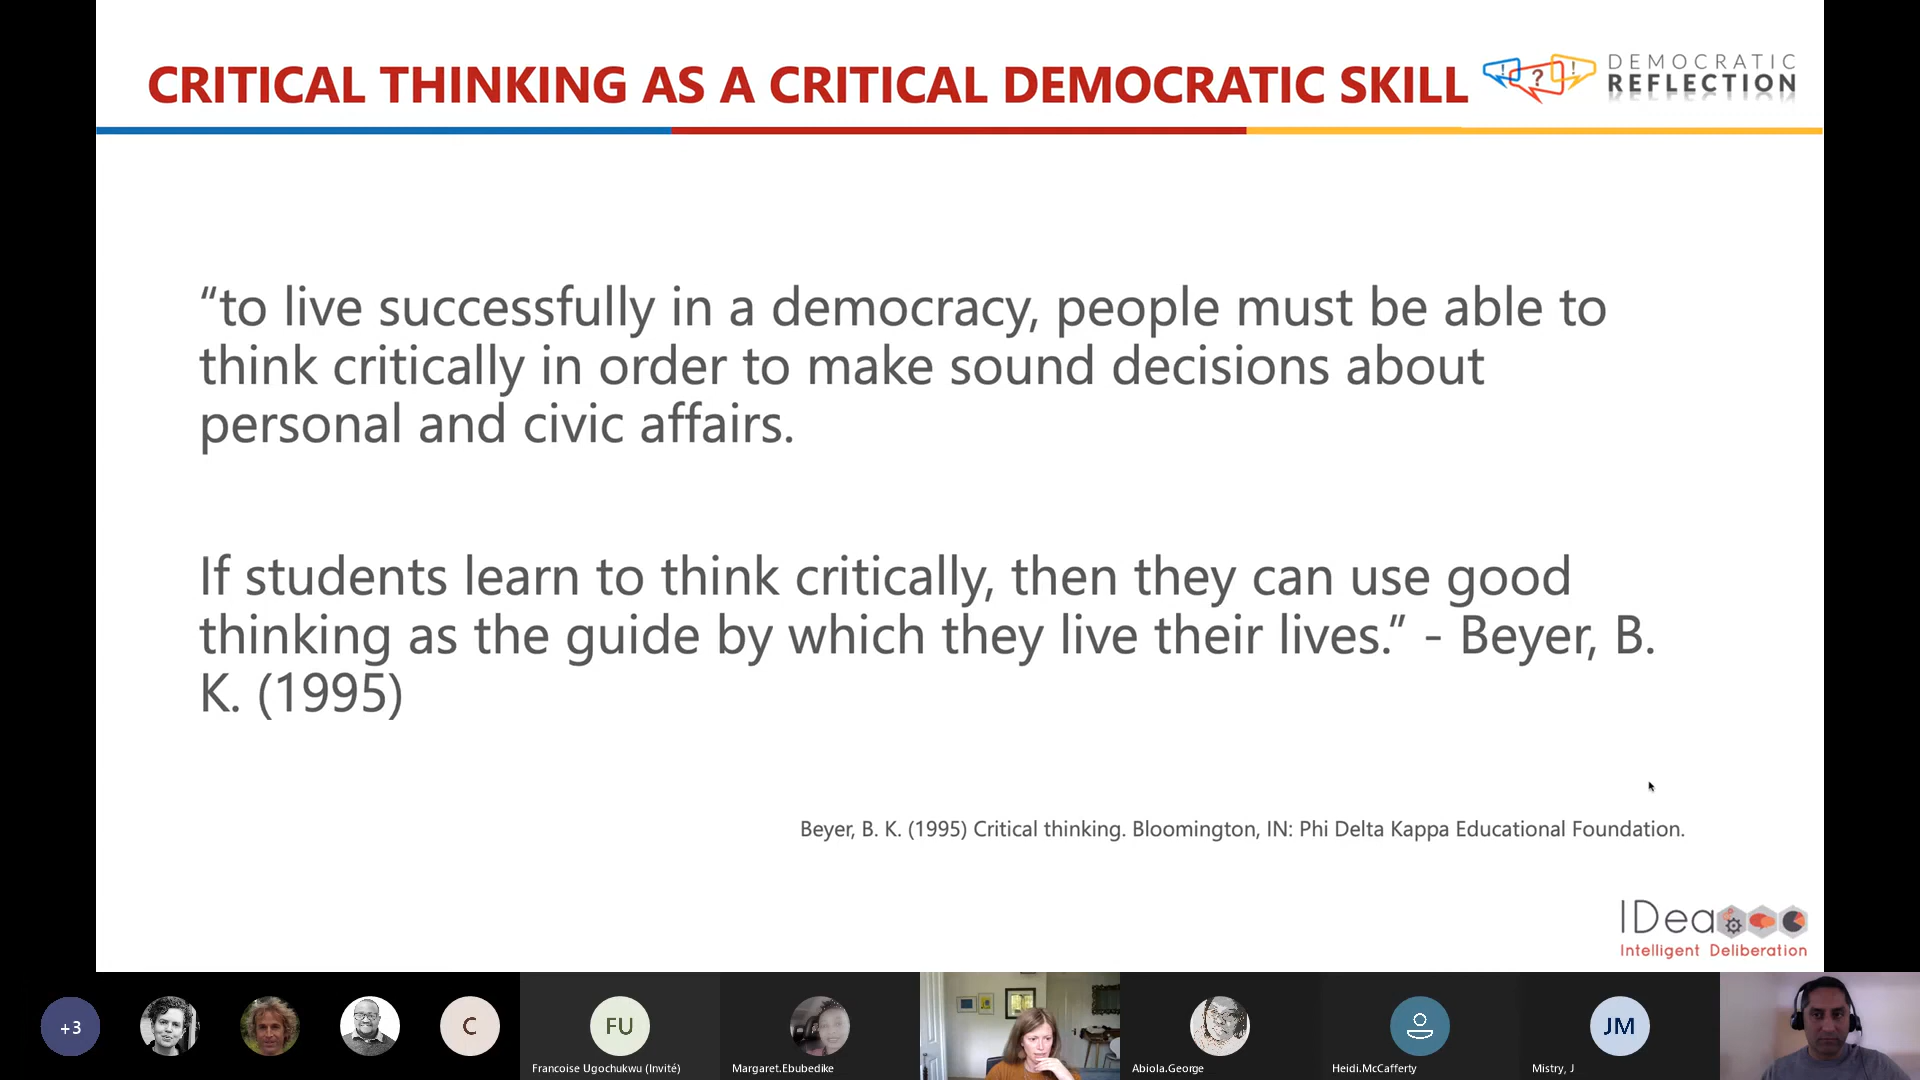 CRITICAL THINKING AS A CRITICAL DEMOCRATIC SKILL
! ? !
DEMOCRATIC
REFLECTION
“to live successfully in a democracy, people must be able to
think critically in order to make sound decisions about
personal and civic affairs.
If students learn to think critically, then they can use good
thinking as the guide by which they live their lives.” - Beyer, B.
K. (1995)
Beyer, B. K. (1995) Critical thinking. Bloomington, IN: Phi Delta Kappa Educational Foundation.
IDea
Intelligent Deliberation
+3
C
FU
JM
Francoise Ugochukwu (Invité)
Margaret.Ebubedike
Abiola.George
Heidi.McCafferty
Mistry, J